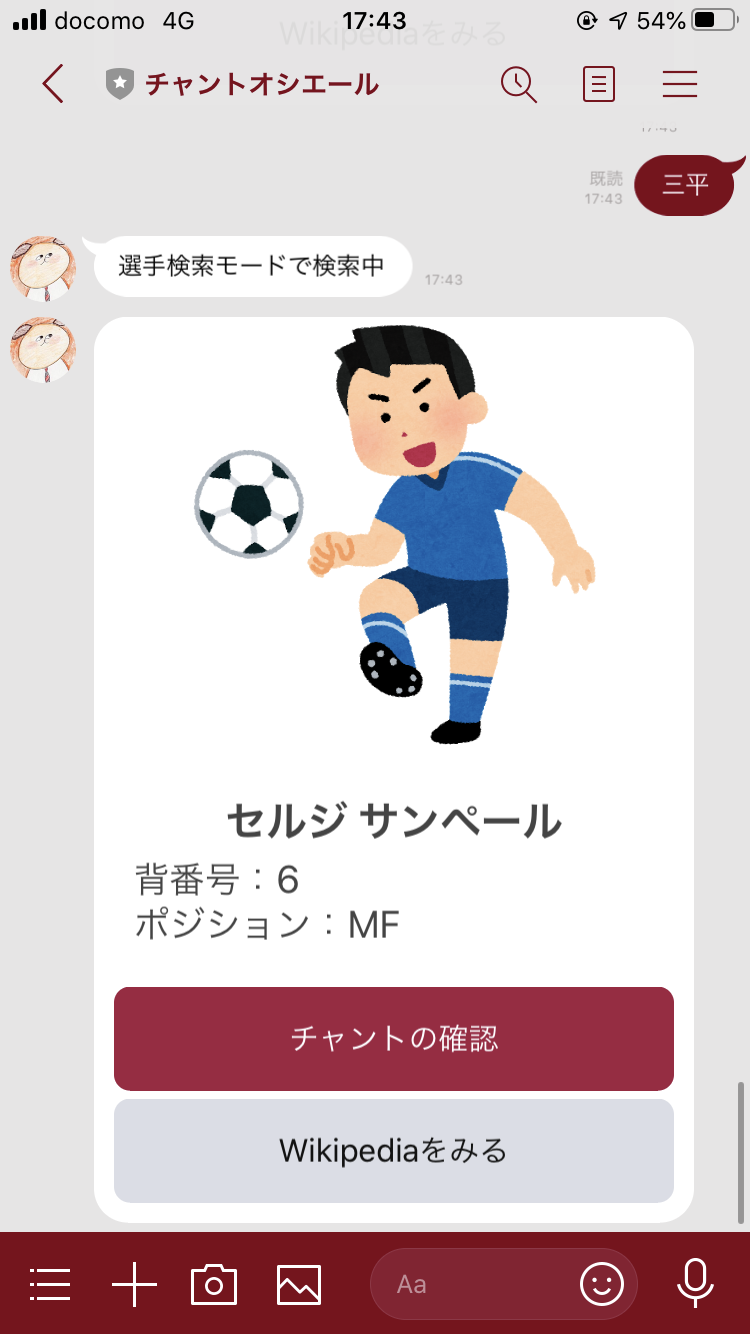 docomo 4G 17:43 54%
Wikipediaをみる
チャントオシエール
17:43
既読
17:43
三平
選手検索モードで検索中
17:43
セルジ サンペール
背番号：6
ポジション：MF
チャントの確認
Wikipediaをみる
Aa